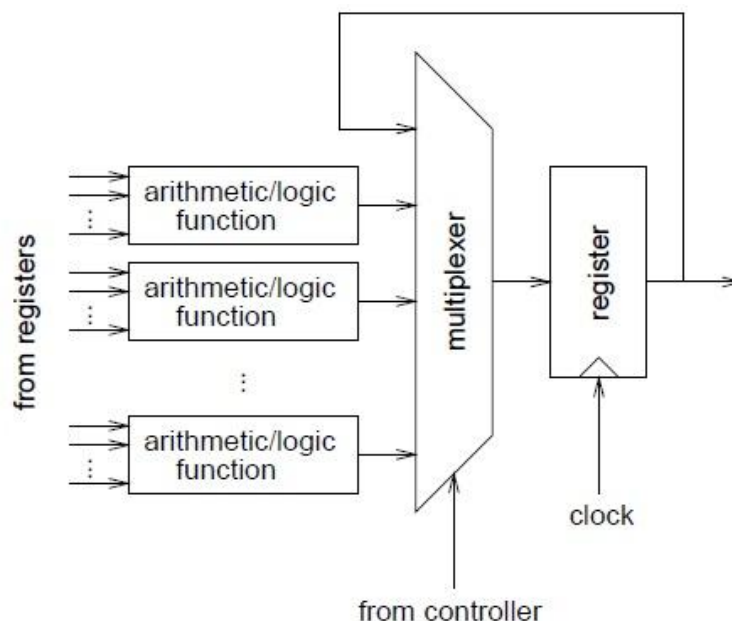 arithmetic/logic
function
arithmetic/logic
function
⋮
arithmetic/logic
function
from registers
⋮
⋮
⋮
multiplexer
register
clock
from controller